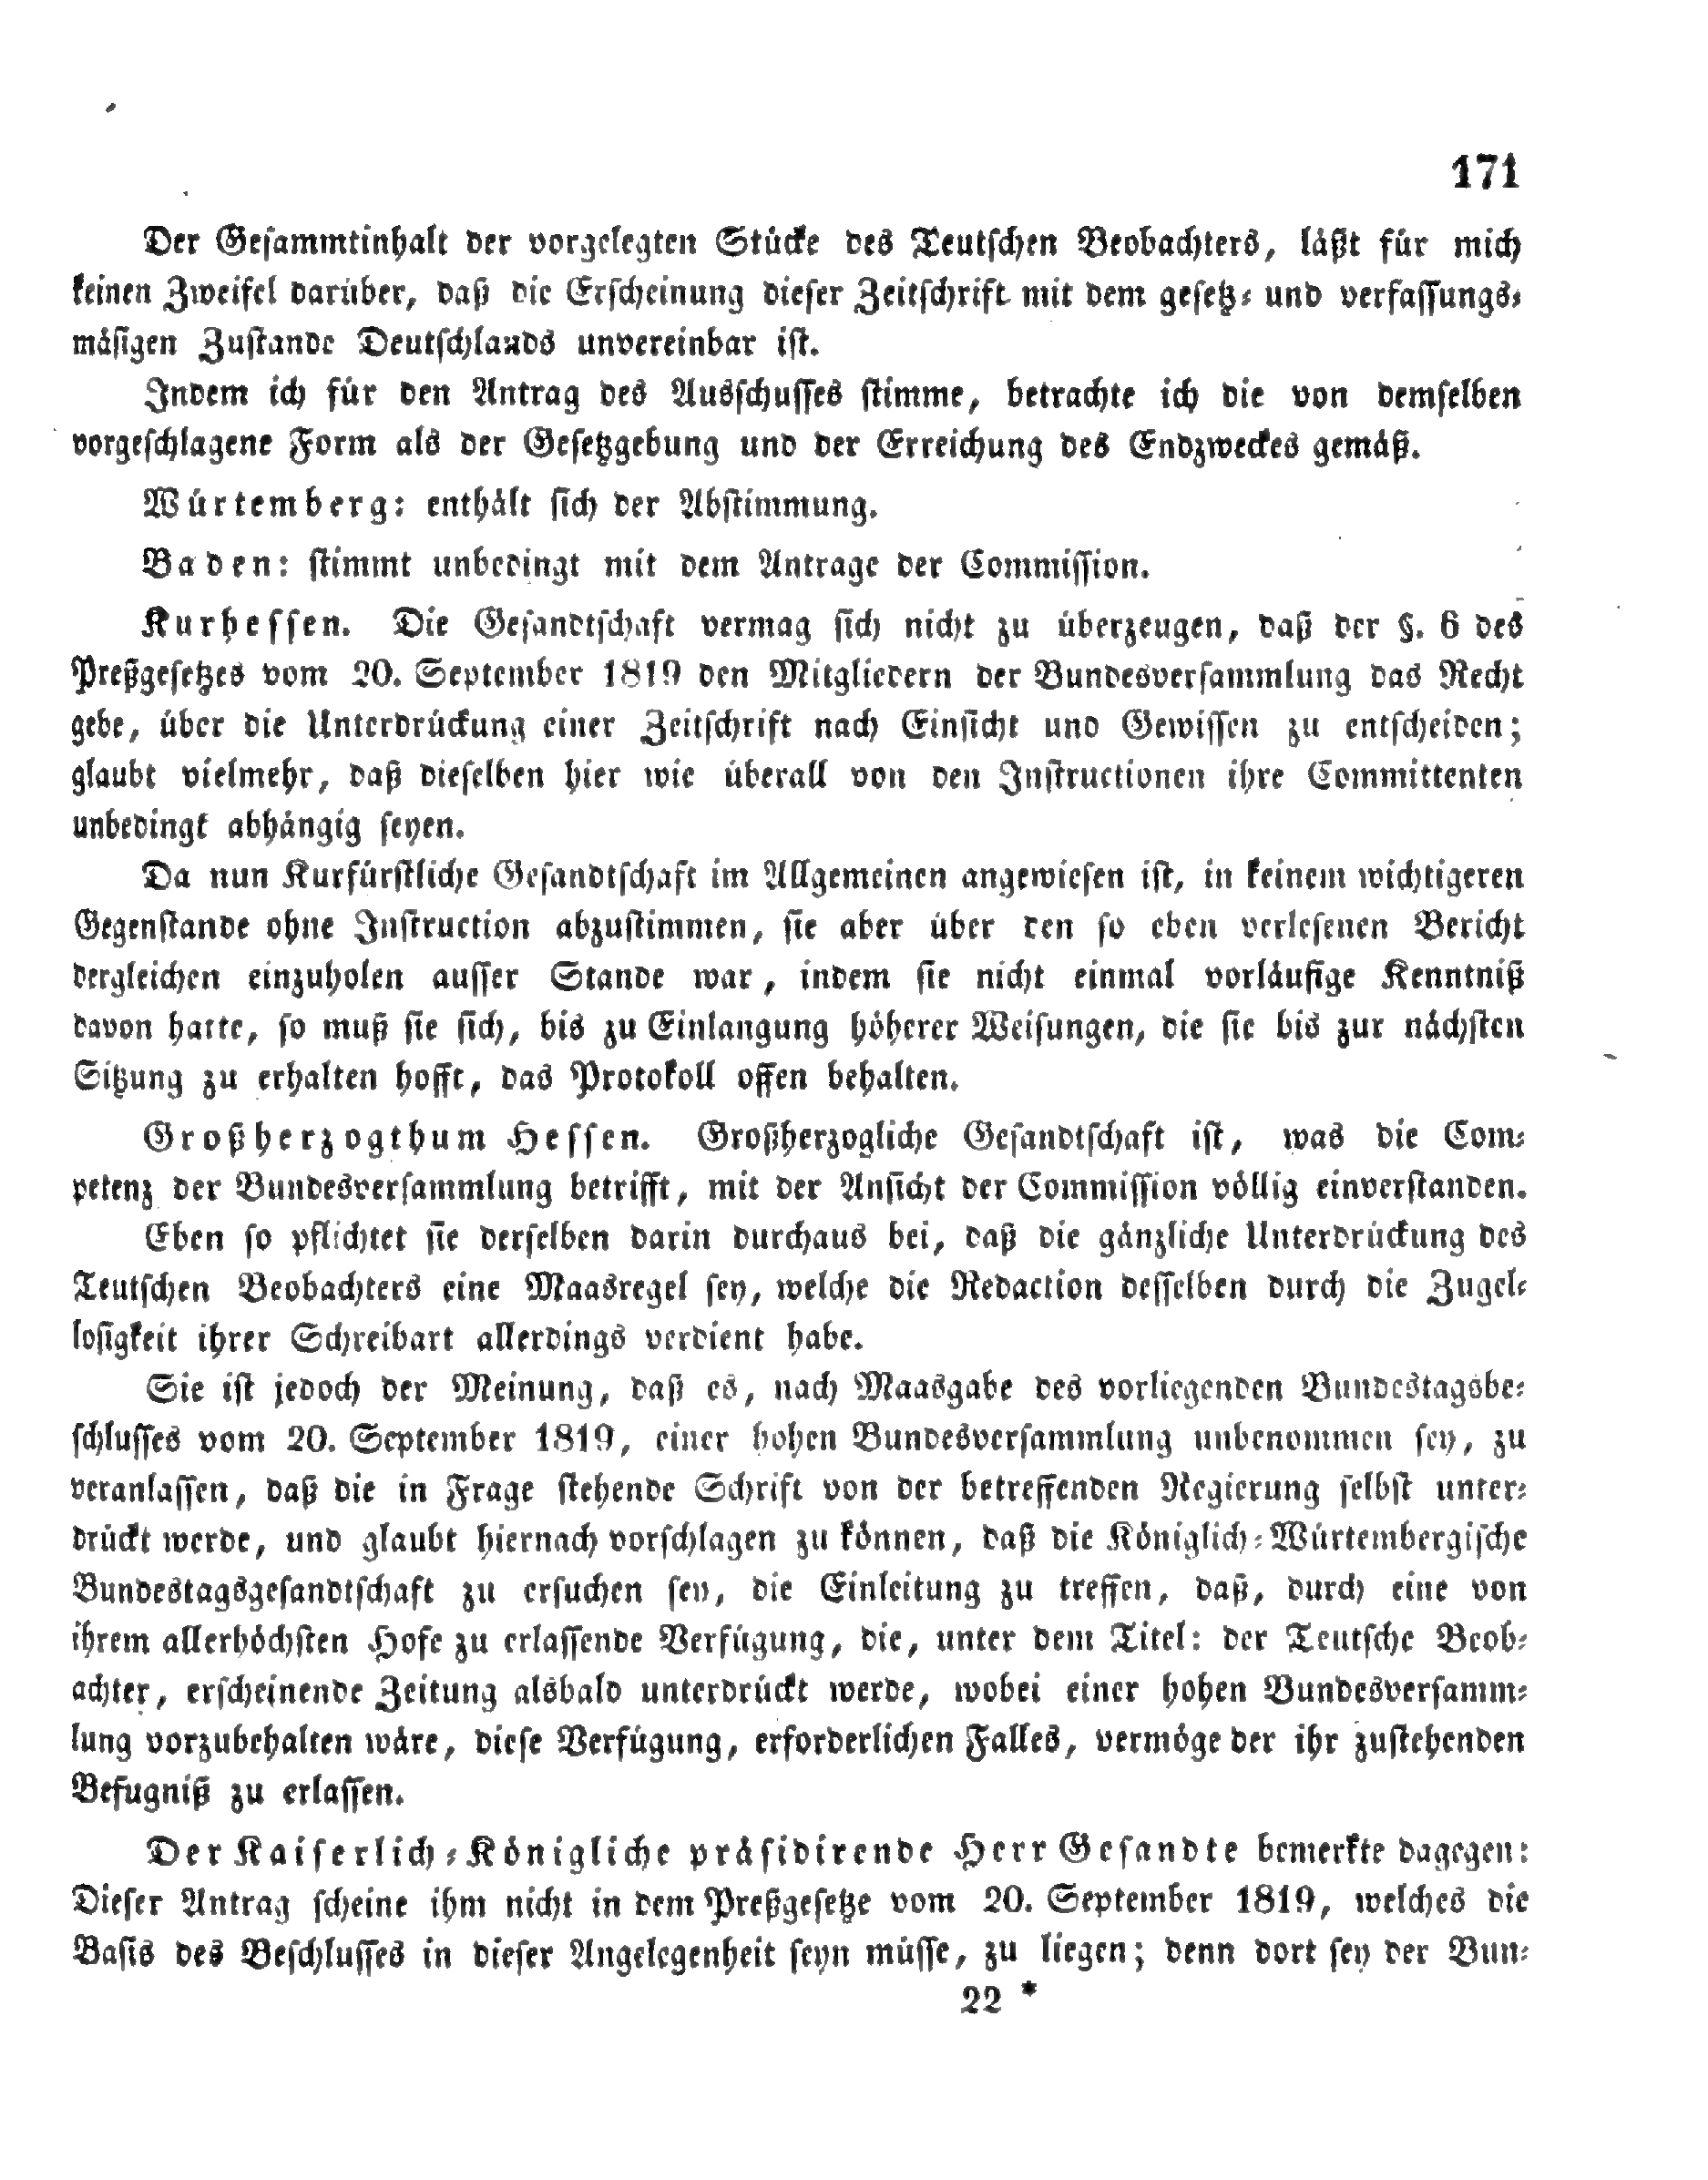 171
Der Gesammtinhalt der vorgelegten Stücke des Teutschen Beobachters, läßt für mich
keinen Zweifel darüber, daß die Erscheinung dieser Zeitschrift mit dem gesetz- und verfassungs-
mäsigen Zustande Deutschlands unvereinbar ist.
Indem ich für den Antrag des Ausschusses stimme, betrachte ich die von demselben
vorgeschlagene Form als der Gesetzgebung und der Erreichung des Endzweckes gemäß.
Würtemberg: enthält sich der Abstimmung.
Baden: stimmt unbedingt mit dem Antrage der Commission.
Kurhessen. Die Gesandtschaft vermag sich nicht zu überzeugen, daß der §. 6 des
Preßgesetzes vom 20. September 1819 den Mitgliedern der Bundesversammlung das Recht
gebe, über die Unterdrückung einer Zeitschrift nach Einsicht und Gewissen zu entscheiden;
glaubt vielmehr, daß dieselben hier wie überall von den Instructionen ihre Committenten
unbedingt abhängig seyen.
Da nun Kurfürstliche Gesandtschaft im Allgemeinen angewiesen ist, in keinem wichtigeren
Gegenstande ohne Instruction abzustimmen, sie aber über den so eben verlesenen Bericht
dergleichen einzuholen ausser Stande war, indem sie nicht einmal vorläufige Kenntniß
davon hatte, so muß sie sich, bis zu Einlangung höherer Weisungen, die sie bis zur nächsten
Sitzung zu erhalten hofft, das Protokoll offen behalten.
Großherzogthum Hessen. Großherzogliche Gesandtschaft ist, was die Com-
petenz der Bundesversammlung betrifft, mit der Ansicht der Commission völlig einverstanden.
Eben so pflichtet sie derselben darin durchaus bei, daß die gänzliche Unterdrückung des
Teutschen Beobachters eine Maasregel sey, welche die Redaction desselben durch die Zugel-
losigkeit ihrer Schreibart allerdings verdient habe.
Sie ist jedoch der Meinung, daß es, nach Maasgabe des vorliegenden Bundestagsbe-
schlusses vom 20. September 1819, einer hohen Bundesversammlung unbenommen sey, zu
veranlassen, daß die in Frage stehende Schrift von der betreffenden Regierung selbst unter-
drückt werde, und glaubt hiernach vorschlagen zu können, daß die Königlich-Würtembergische
Bundestagsgesandtschaft zu ersuchen sey, die Einleitung zu treffen, daß, durch eine von
ihrem allerhöchsten Hofe zu erlassende Verfügung, die, unter dem Titel: der Teutsche Beob-
achter, erscheinende Zeitung alsbald unterdrückt werde, wobei einer hohen Bundesversamm-
lung vorzubehalten wäre, diese Verfügung, erforderlichen Falles, vermöge der ihr zustehenden
Befugniß zu erlassen.
Der Kaiserlich-Königliche präsidirende Herr Gesandte bemerkte dagegen:
Dieser Antrag scheine ihm nicht in dem Preßgesetze vom 20. September 1819, welches die
Basis des Beschlusses in dieser Angelegenheit seyn müsse, zu liegen; denn dort sey der Bun-
22 *